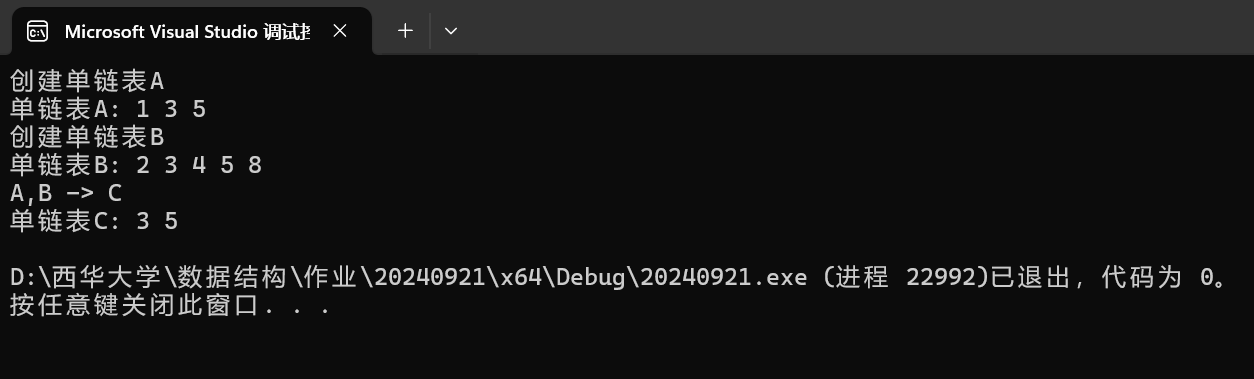 Microsoft Visual Studio 调试控
创建单链表A
单链表A: 1 3 5
创建单链表B
单链表B: 2 3 4 5 8
A,B -> C
单链表C: 3 5
D:\西华大学\数据结构\作业\20240921\x64\Debug\20240921.exe (进程 22992)已退出，代码为 0。
按任意键关闭此窗口. . .